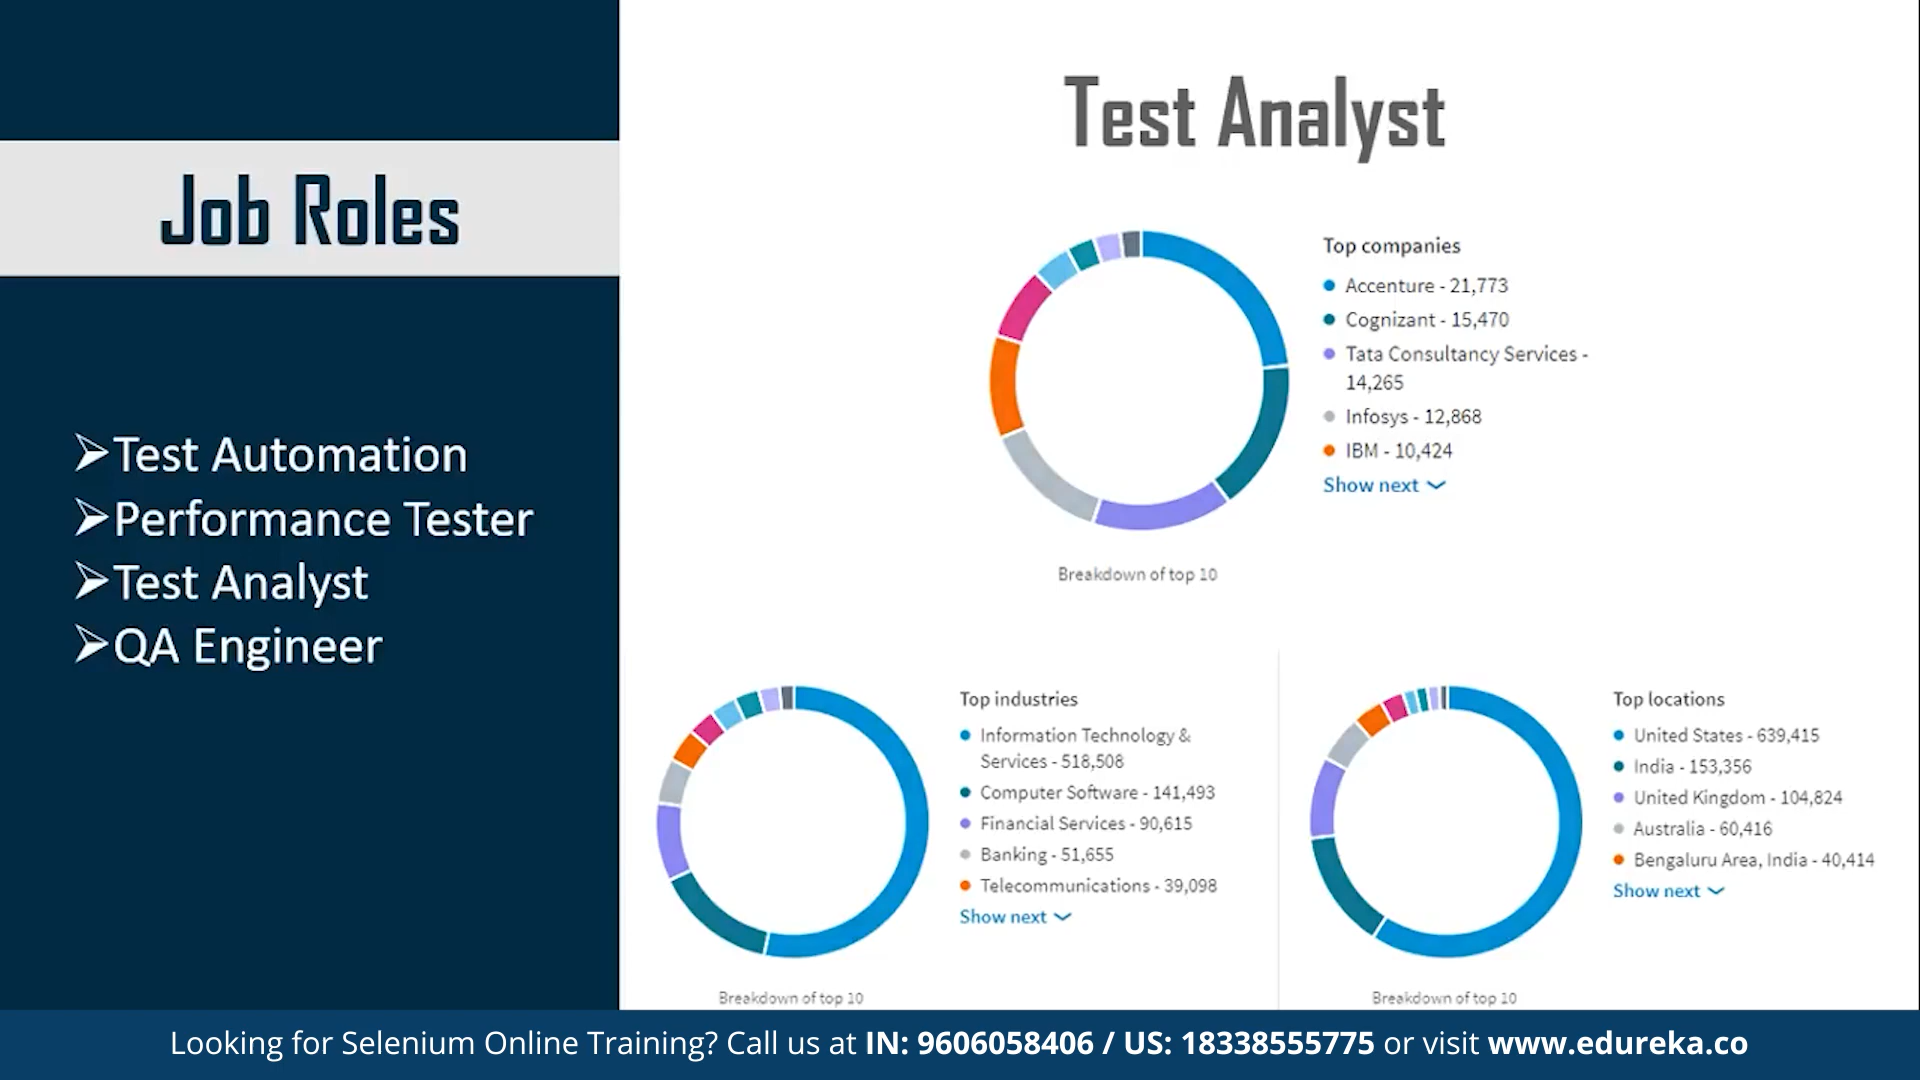 Job Roles
➢Test Automation
➢Performance Tester
➢Test Analyst
➢QA Engineer
Test Analyst
Top companies
Accenture - 21,773
Cognizant - 15,470
Tata Consultancy Services -
14,265
Infosys - 12,868
IBM - 10,424
Show next
Breakdown of top 10
Top industries
Information Technology &
Services - 518,508
Computer Software - 141,493
Financial Services - 90,615
Banking - 51,655
Telecommunications - 39,098
Show next
Breakdown of top 10
Top locations
United States - 639,415
India - 153,356
United Kingdom - 104,824
Australia - 60,416
Bengaluru Area, India - 40,414
Show next
Breakdown of top 10
Looking for Selenium Online Training? Call us at IN: 9606058406 / US: 18338555775 or visit www.edureka.co